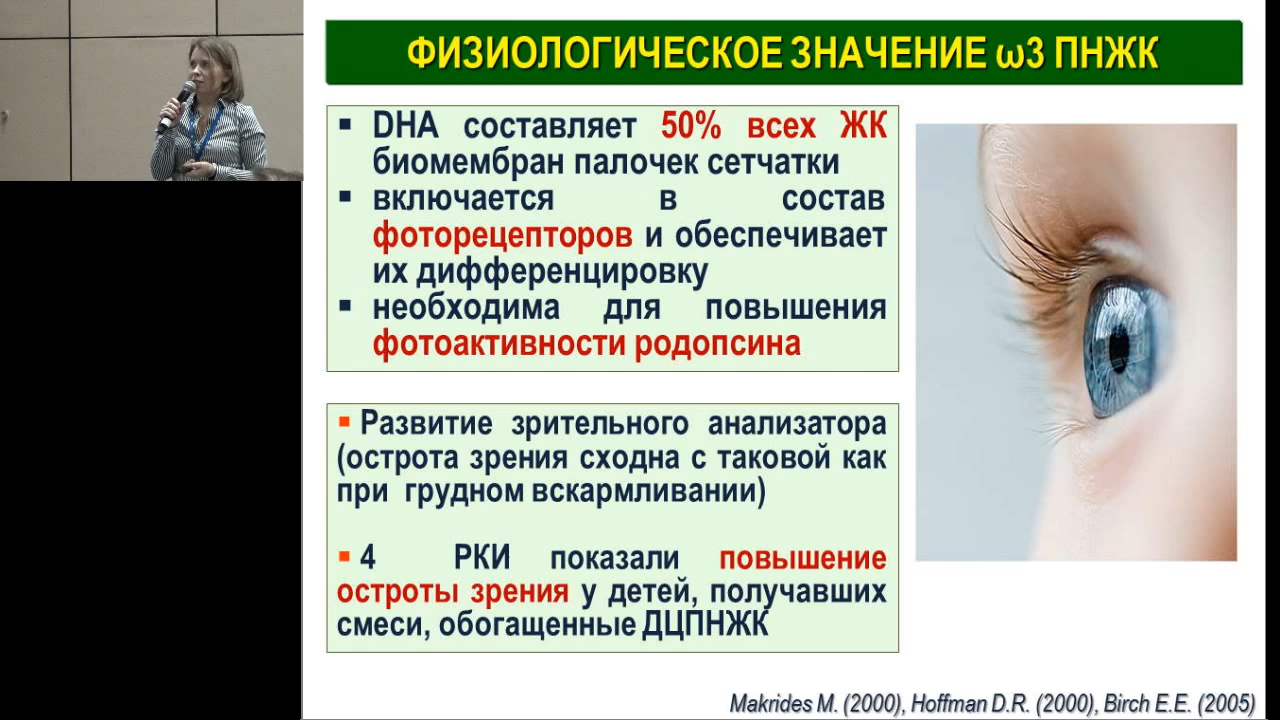 ФИЗИОЛОГИЧЕСКОЕ ЗНАЧЕНИЕ ω3 ПНЖК
▪ DHA составляет 50% всех ЖК
биомембран палочек сетчатки
▪ включается в состав
фоторецепторов и обеспечивает
их дифференцировку
▪ необходима для повышения
фотоактивности родопсина
▪ Развитие зрительного анализатора
(острота зрения сходна с таковой как
при грудном вскармливании)
▪ 4 РКИ показали повышение
остроты зрения у детей, получавших
смеси, обогащенные ДЦПНЖК
Makrides M. (2000), Hoffman D.R. (2000), Birch E.E. (2005)